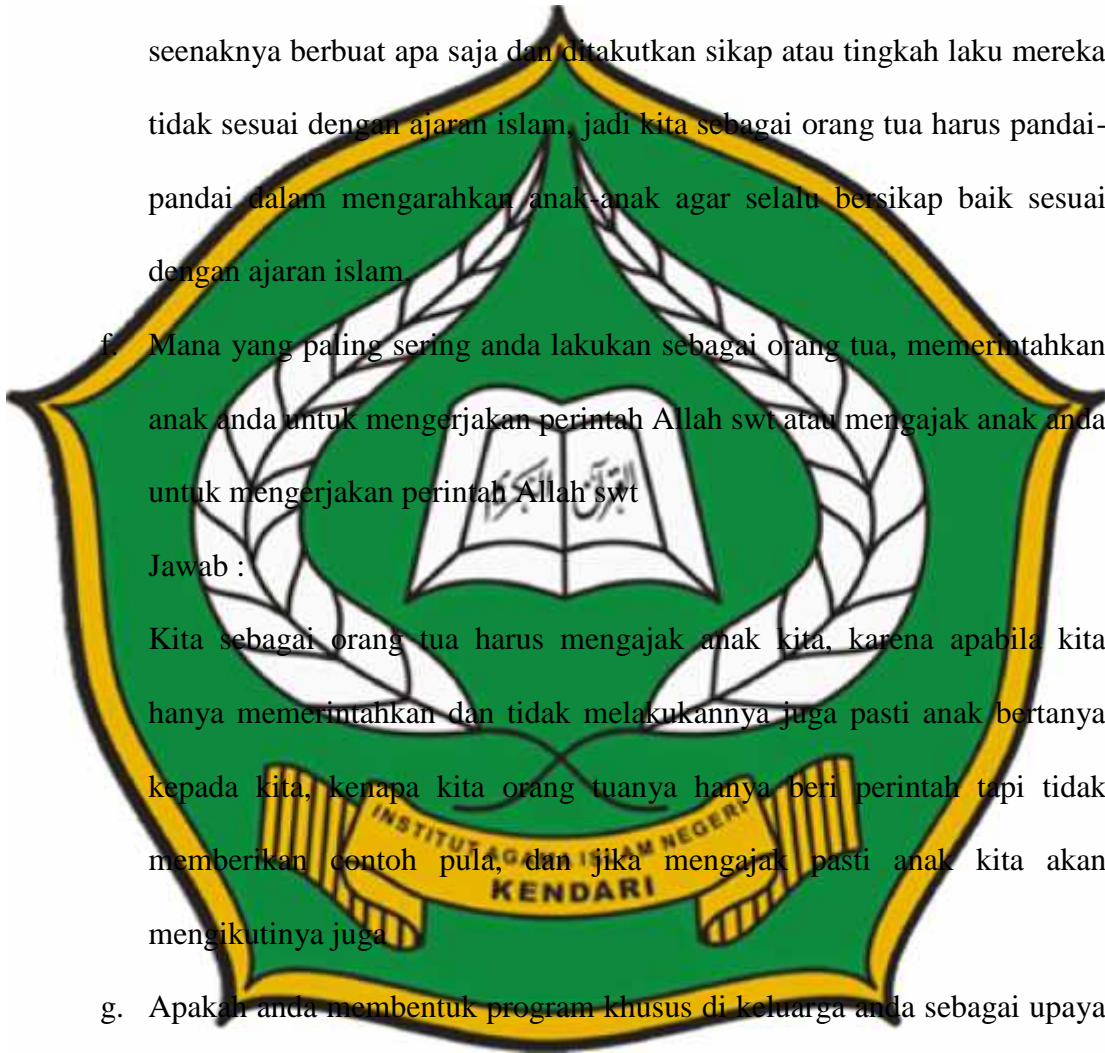 seenaknya berbuat apa saja dan ditakutkan sikap atau tingkah laku mereka
tidak sesuai dengan ajaran islam, jadi kita sebagai orang tua harus pandai-
pandai dalam mengarahkan anak-anak agar selalu bersikap baik sesuai
dengan ajaran islam.
f. Mana yang paling sering anda lakukan sebagai orang tua, memerintahkan
anak anda untuk mengerjakan perintah Allah swt atau mengajak anak anda
untuk mengerjakan perintah Allah swt
القرآن الكريم
Jawab :
Kita sebagai orang tua harus mengajak anak kita, karena apabila kita
hanya memerintahkan dan tidak melakukannya juga pasti anak bertanya
kepada kita, kenapa kita orang tuanya hanya beri perintah tapi tidak
memberikan contoh pula, dan jika mengajak pasti anak kita akan
INSTITUT AGAMA ISLAM NEGERI
KENDARI
mengikutinya juga
g. Apakah anda membentuk program khusus di keluarga anda sebagai upaya